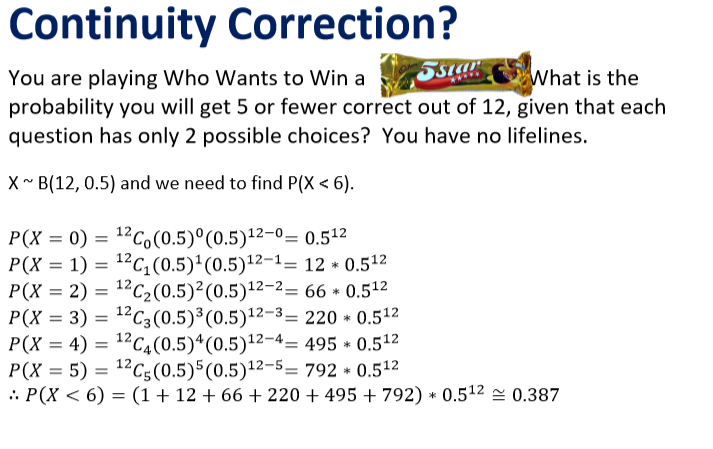 Continuity Correction?
You are playing Who Wants to Win a 5star What is the
probability you will get 5 or fewer correct out of 12, given that each
question has only 2 possible choices? You have no lifelines.
X ~ B(12, 0.5) and we need to find P(X < 6).
P(X = 0) = ¹²C₀(0.5)⁰(0.5)¹²⁻⁰= 0.5¹²
P(X = 1) = ¹²C₁(0.5)¹(0.5)¹²⁻¹= 12 * 0.5¹²
P(X = 2) = ¹²C₂(0.5)²(0.5)¹²⁻²= 66 * 0.5¹²
P(X = 3) = ¹²C₃(0.5)³(0.5)¹²⁻³= 220 * 0.5¹²
P(X = 4) = ¹²C₄(0.5)⁴(0.5)¹²⁻⁴= 495 * 0.5¹²
P(X = 5) = ¹²C₅(0.5)⁵(0.5)¹²⁻⁵= 792 * 0.5¹²
∴ P(X < 6) = (1 + 12 + 66 + 220 + 495 + 792) * 0.5¹² ≅ 0.387